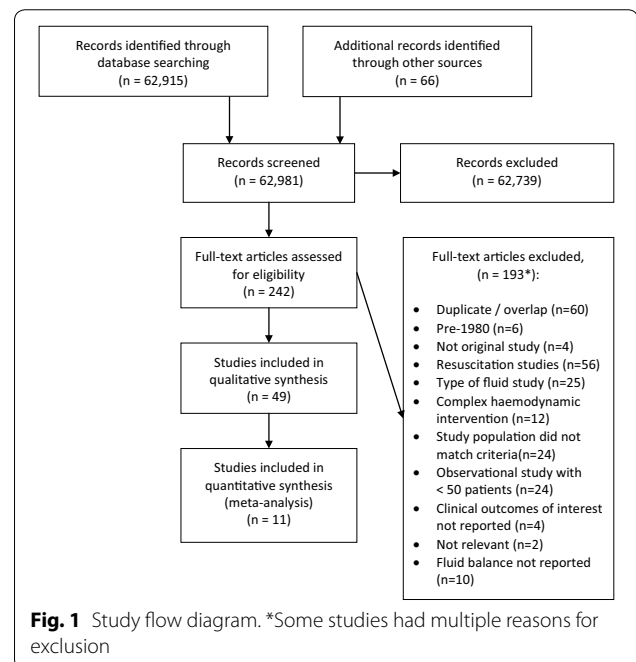 Records identified through
database searching
(n = 62,915)
Additional records identified
through other sources
(n = 66)
Records screened
(n = 62,981)
Records excluded
(n = 62,739)
Full-text articles assessed
for eligibility
(n = 242)
Full-text articles excluded,
(n = 193*):
• Duplicate / overlap (n=60)
• Pre-1980 (n=6)
• Not original study (n=4)
• Resuscitation studies (n=56)
• Type of fluid study (n=25)
• Complex haemodynamic
intervention (n=12)
• Study population did not
match criteria(n=24)
• Observational study with
< 50 patients (n=24)
• Clinical outcomes of interest
not reported (n=4)
• Not relevant (n=2)
• Fluid balance not reported
(n=10)
Studies included in
qualitative synthesis
(n = 49)
Studies included in
quantitative synthesis
(meta-analysis)
(n = 11)
Fig. 1 Study flow diagram. *Some studies had multiple reasons for
exclusion